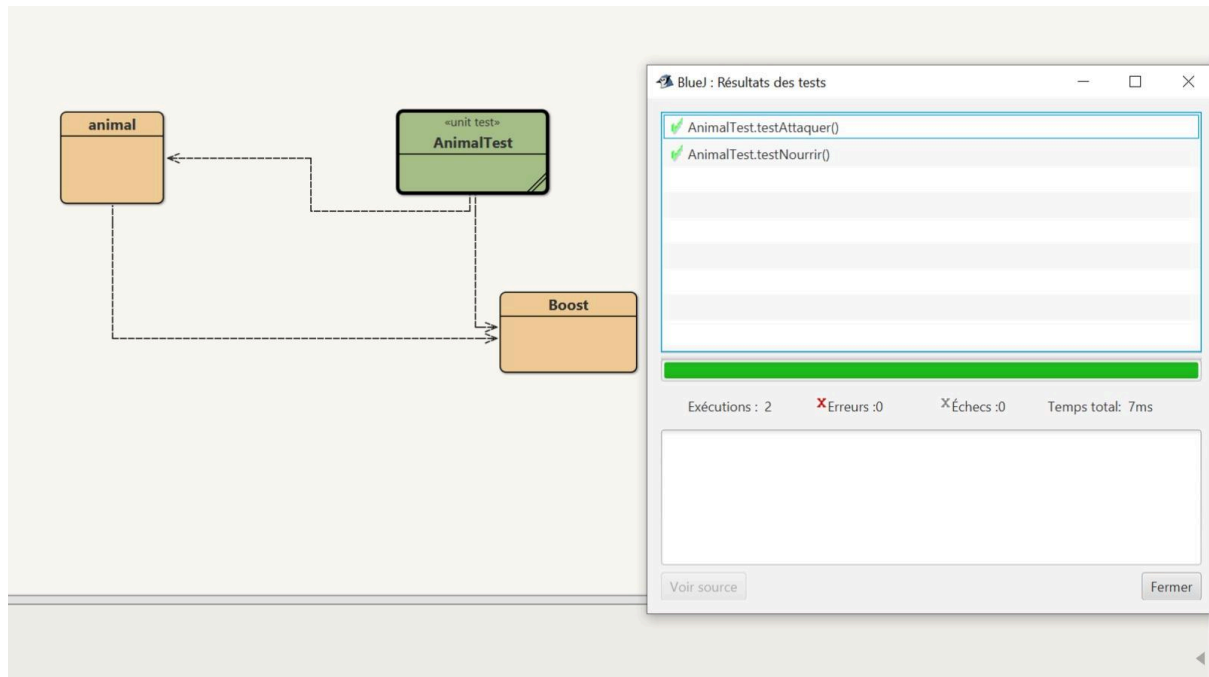 animal
«unit test»
AnimalTest
Boost
BlueJ : Résultats des tests
AnimalTest.testAttaquer()
AnimalTest.testNourrir()
Exécutions : 2 X Erreurs :0 X Échecs :0 Temps total: 7ms
Voir source
Fermer